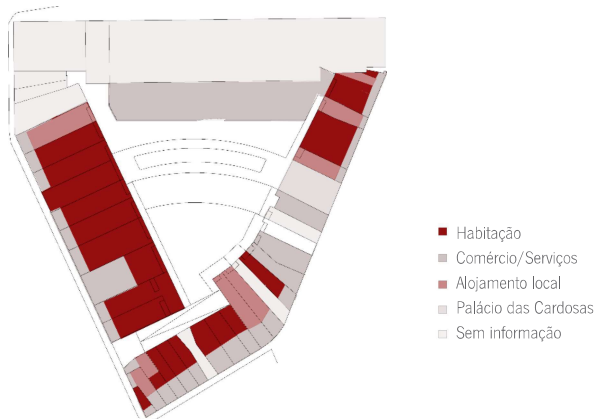 Habitação
Comércio/Serviços
Alojamento local
Palácio das Cardosas
Sem informação